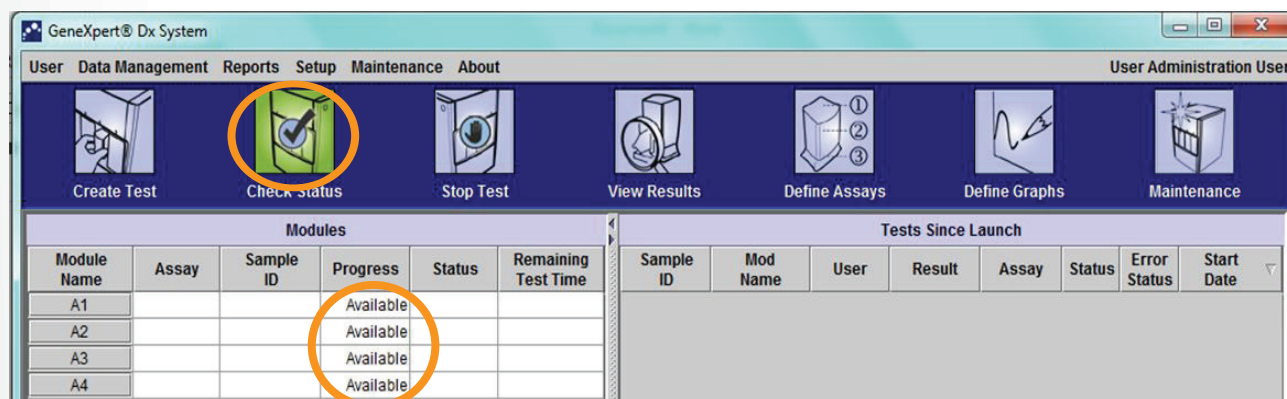 GeneXpert® Dx System
User Data Management Reports Setup Maintenance About User Administration User
Create Test Check Status Stop Test View Results Define Assays Define Graphs Maintenance
① 
② 
③ 
Modules Tests Since Launch
Module Name Assay Sample ID Progress Status Remaining Test Time Sample ID Mod Name User Result Assay Status Error Status Start Date
A1 Available
A2 Available
A3 Available
A4 Available